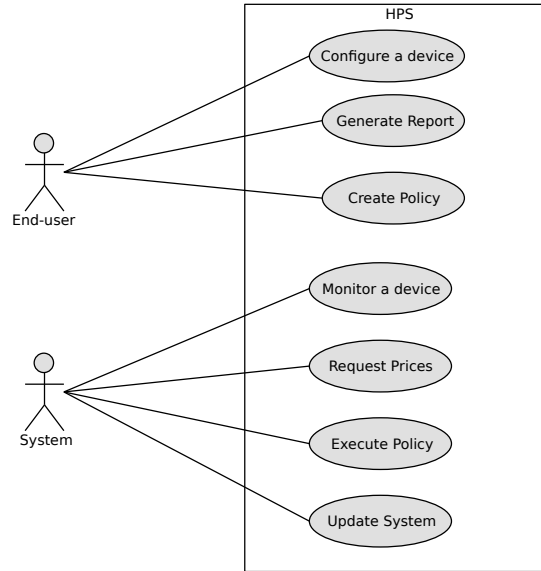 HPS
Configure a device
Generate Report
Create Policy
End-user
Monitor a device
Request Prices
Execute Policy
System
Update System